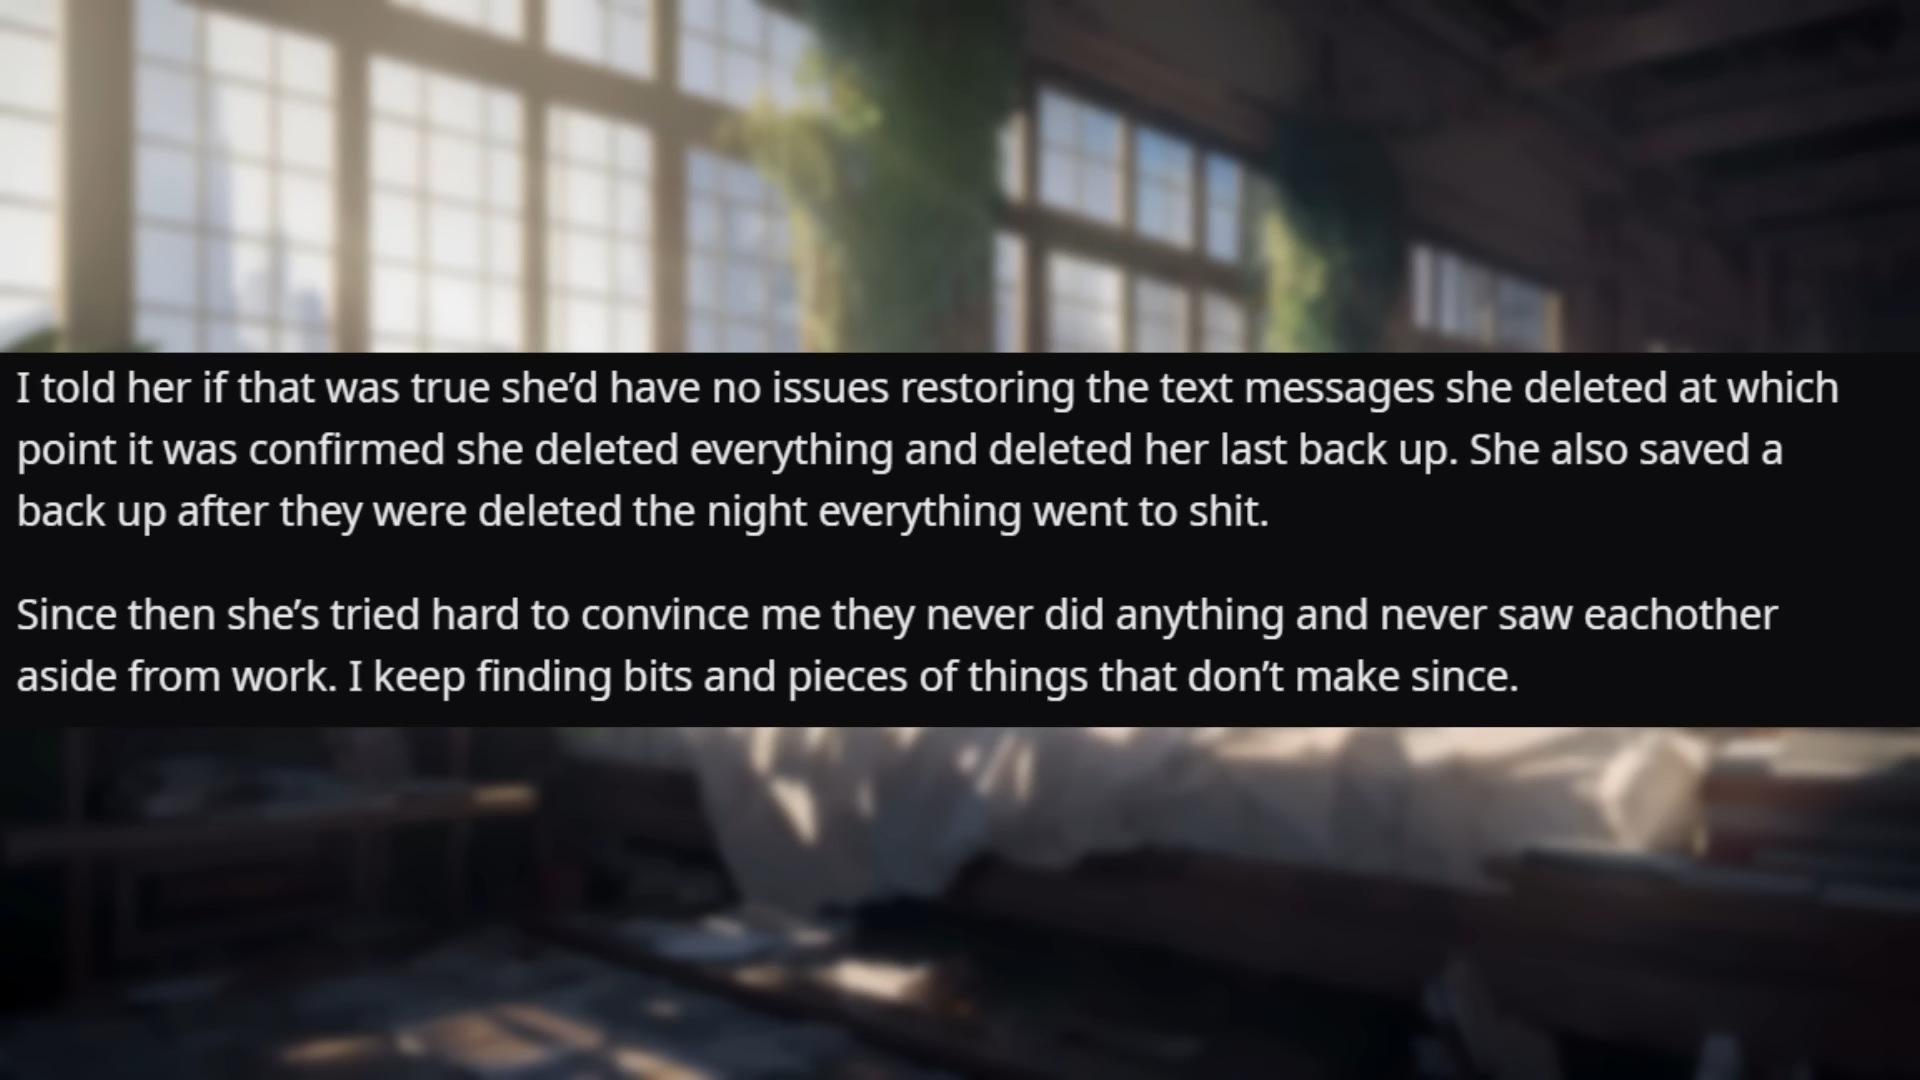 I told her if that was true she’d have no issues restoring the text messages she deleted at which
point it was confirmed she deleted everything and deleted her last back up. She also saved a
back up after they were deleted the night everything went to shit.
Since then she’s tried hard to convince me they never did anything and never saw eachother
aside from work. I keep finding bits and pieces of things that don’t make since.